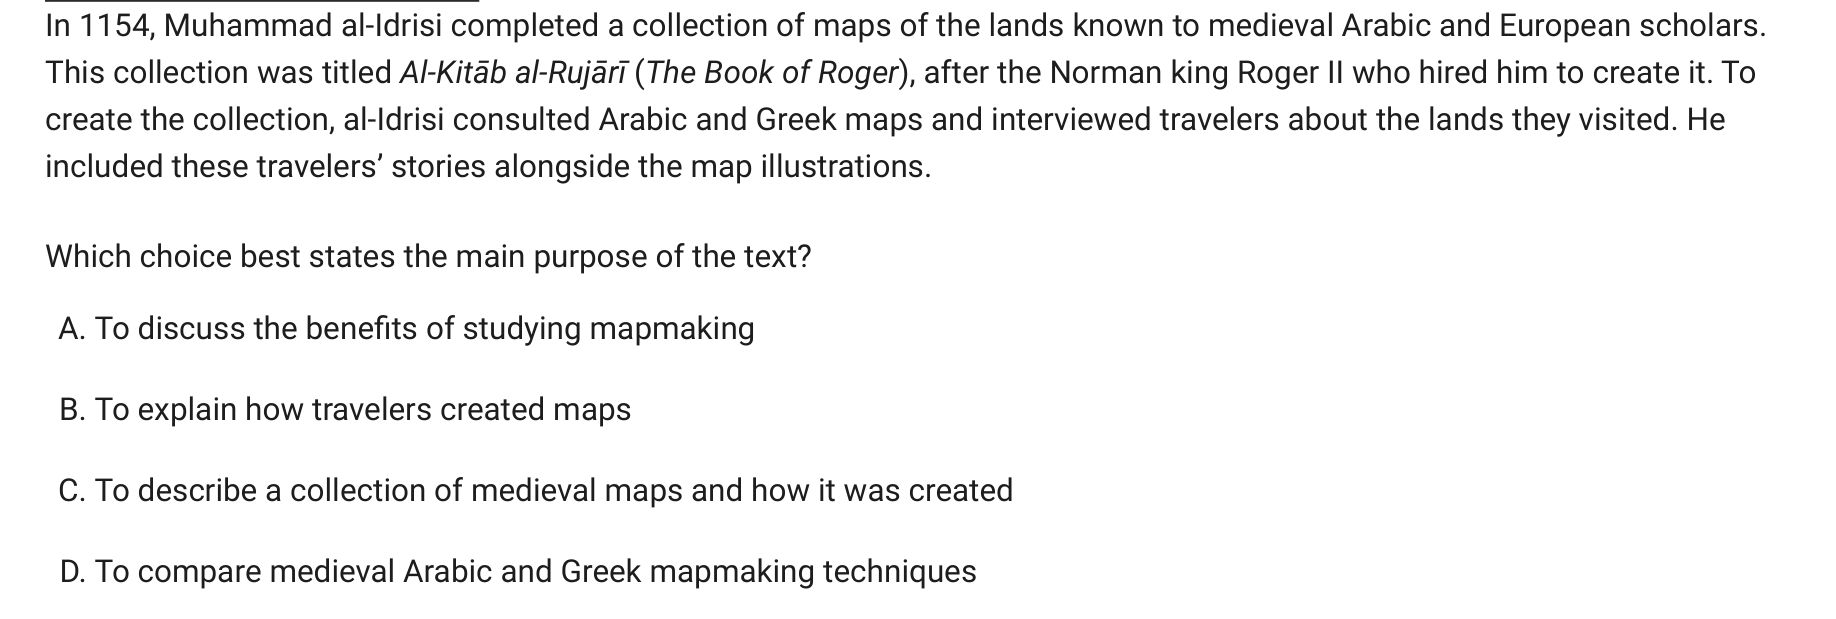 In 1154, Muhammad al-Idrisi completed a collection of maps of the lands known to medieval Arabic and European scholars.
This collection was titled Al-Kitāb al-Rujārī (The Book of Roger), after the Norman king Roger II who hired him to create it. To
create the collection, al-Idrisi consulted Arabic and Greek maps and interviewed travelers about the lands they visited. He
included these travelers’ stories alongside the map illustrations.
Which choice best states the main purpose of the text?
A. To discuss the benefits of studying mapmaking
B. To explain how travelers created maps
C. To describe a collection of medieval maps and how it was created
D. To compare medieval Arabic and Greek mapmaking techniques